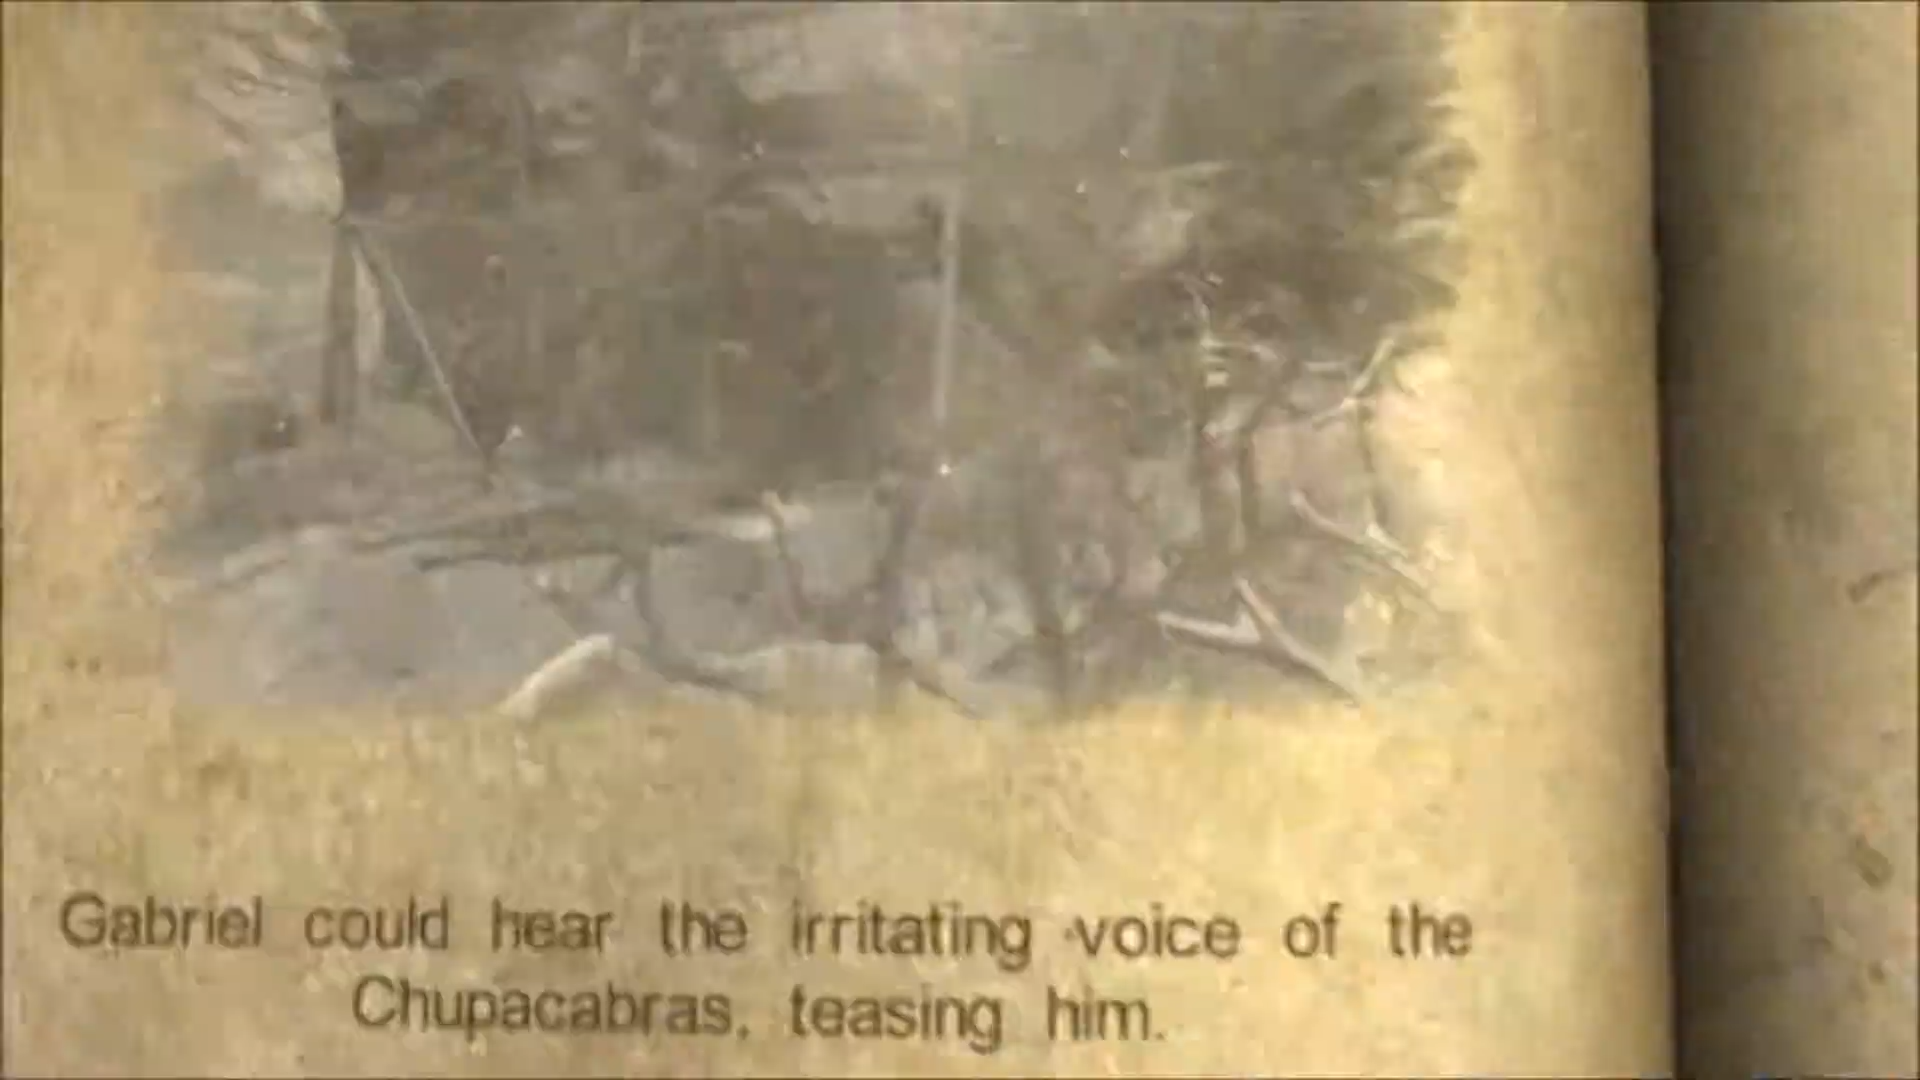 Gabriel could hear the irritating voice of the
Chupacabras, teasing him.